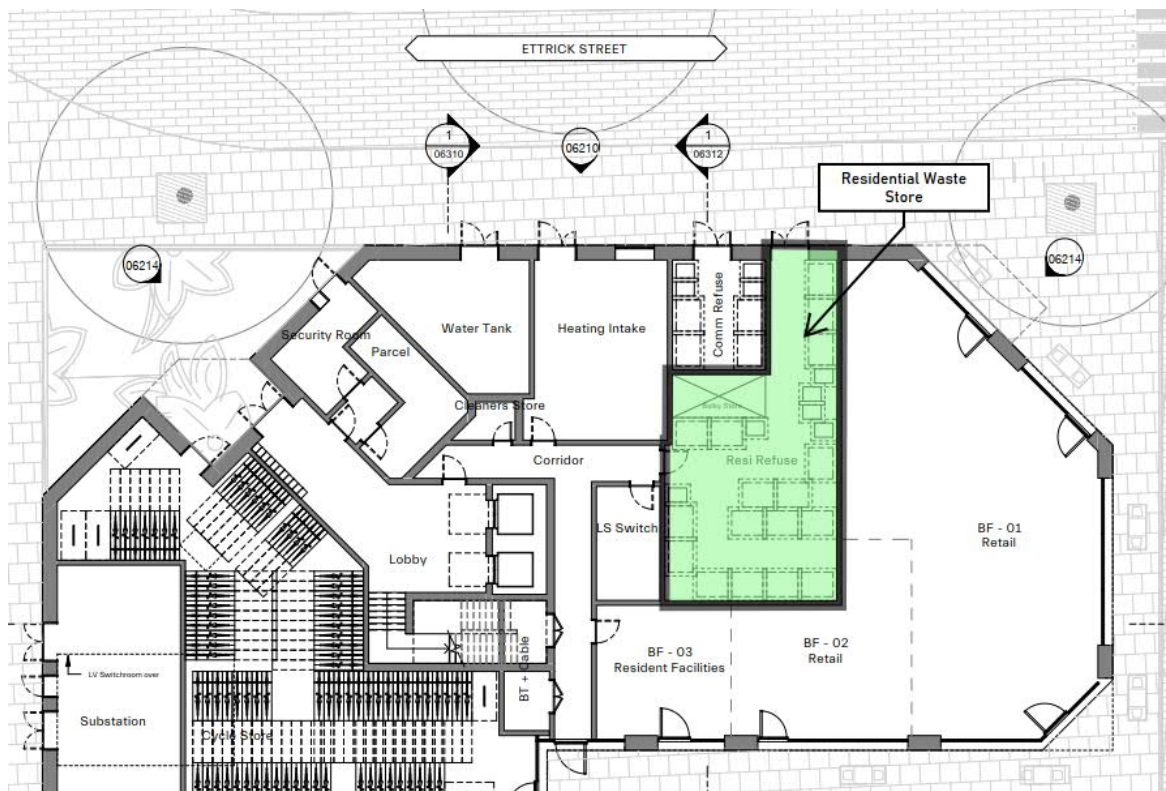 ETTRICK STREET
1
06310
06210
1
06312
Residential Waste
Store
06214
06214
Security Room
Parcel
Water Tank
Heating Intake
Comm Refuse
Cleaners Store
Bulky Store
Corridor
Resi Refuse
LS Switch
BF - 01
Retail
Lobby
BF - 03
Resident Facilities
BF - 02
Retail
BT + Cable
LV Switchroom over
Substation
Cycle Store